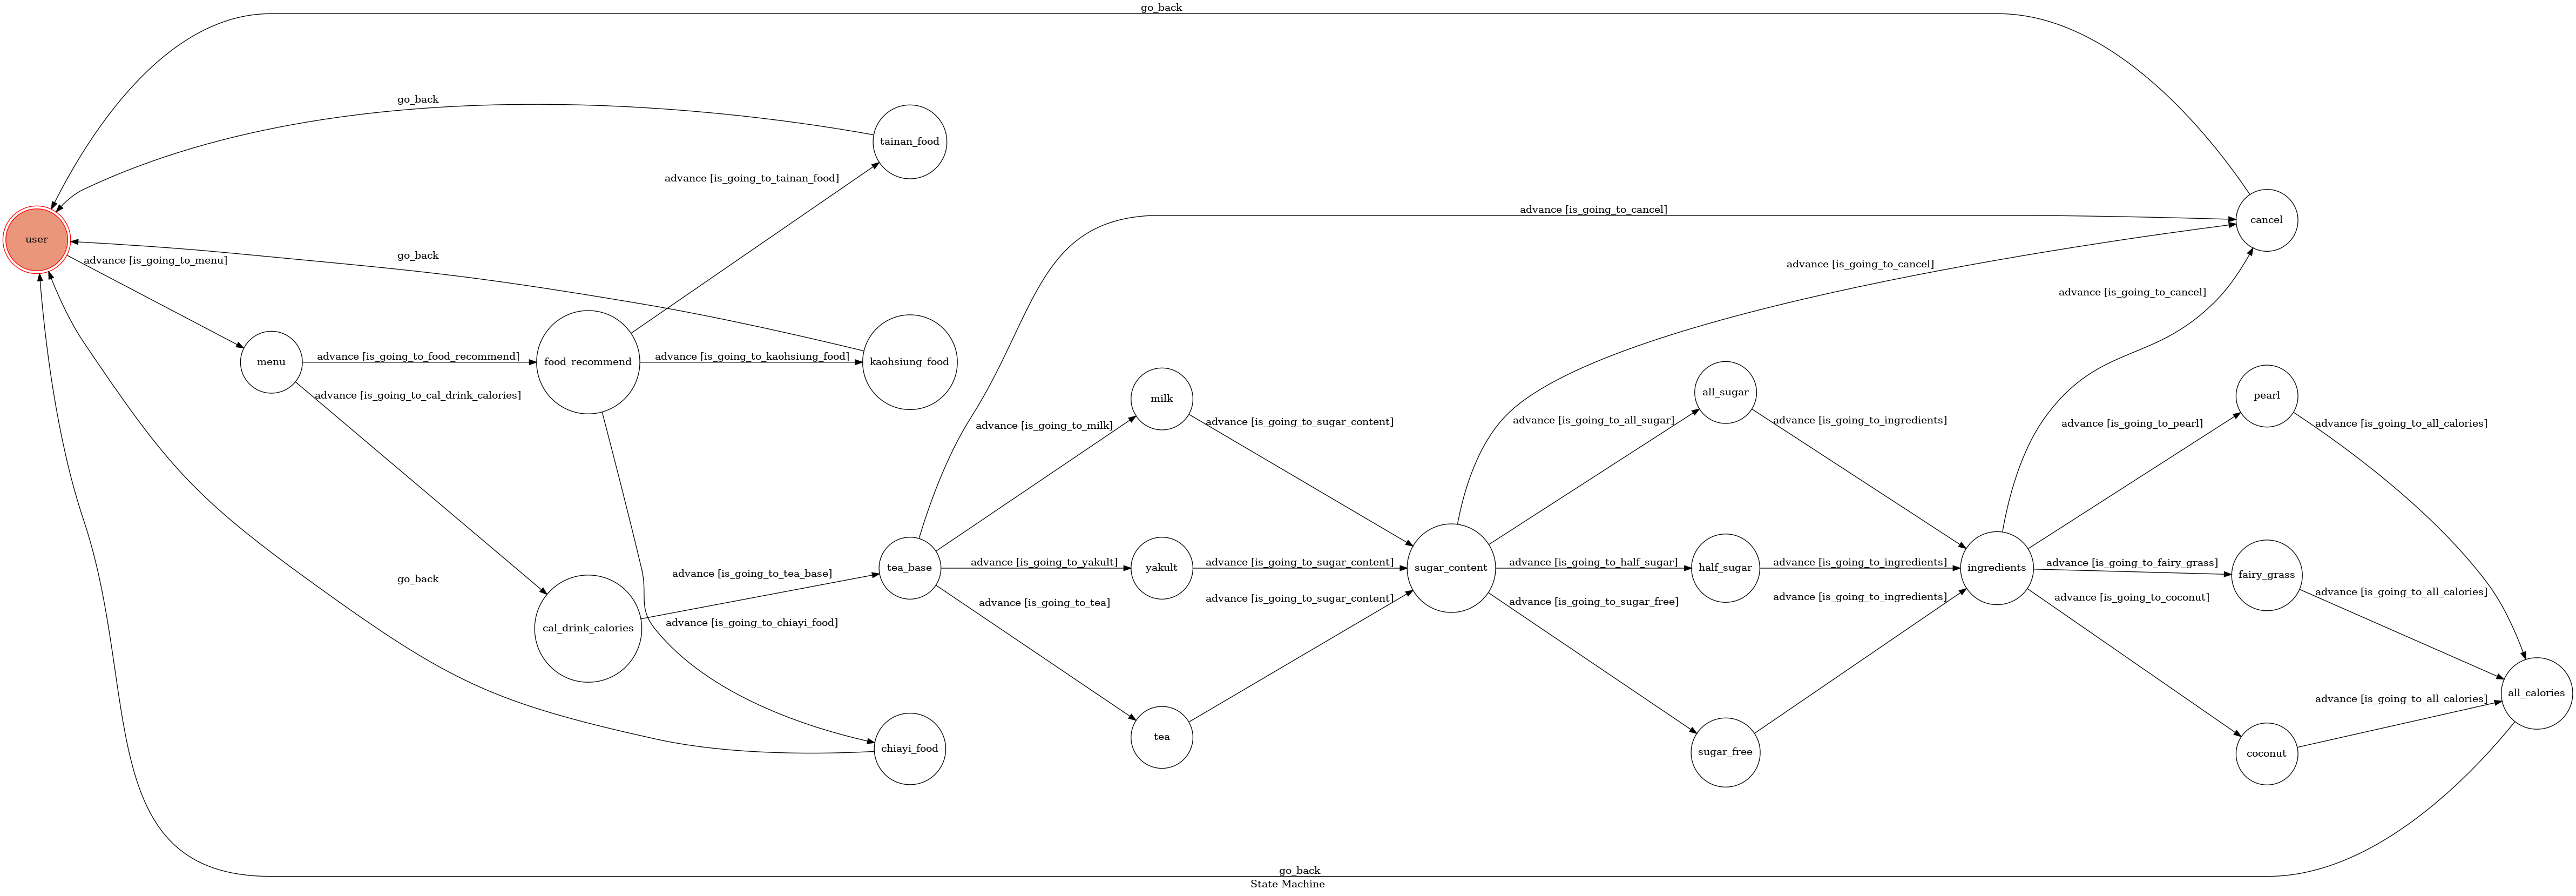 go_back
go_back
tainan_food
advance [is_going_to_tainan_food]
advance [is_going_to_cancel]
cancel
user
go_back
advance [is_going_to_menu]
advance [is_going_to_cancel]
advance [is_going_to_cancel]
menu
advance [is_going_to_food_recommend]
food_recommend
advance [is_going_to_kaohsiung_food]
kaohsiung_food
advance [is_going_to_cal_drink_calories]
milk
all_sugar
pearl
advance [is_going_to_milk]
advance [is_going_to_sugar_content]
advance [is_going_to_all_sugar]
advance [is_going_to_ingredients]
advance [is_going_to_pearl]
advance [is_going_to_all_calories]
go_back
advance [is_going_to_tea_base]
tea_base
advance [is_going_to_yakult]
yakult
advance [is_going_to_sugar_content]
sugar_content
advance [is_going_to_half_sugar]
half_sugar
advance [is_going_to_ingredients]
ingredients
advance [is_going_to_fairy_grass]
fairy_grass
advance [is_going_to_all_calories]
advance [is_going_to_tea]
advance [is_going_to_sugar_content]
advance [is_going_to_sugar_free]
advance [is_going_to_ingredients]
advance [is_going_to_coconut]
cal_drink_calories
advance [is_going_to_chiayi_food]
chiayi_food
tea
sugar_free
coconut
advance [is_going_to_all_calories]
all_calories
go_back
State Machine